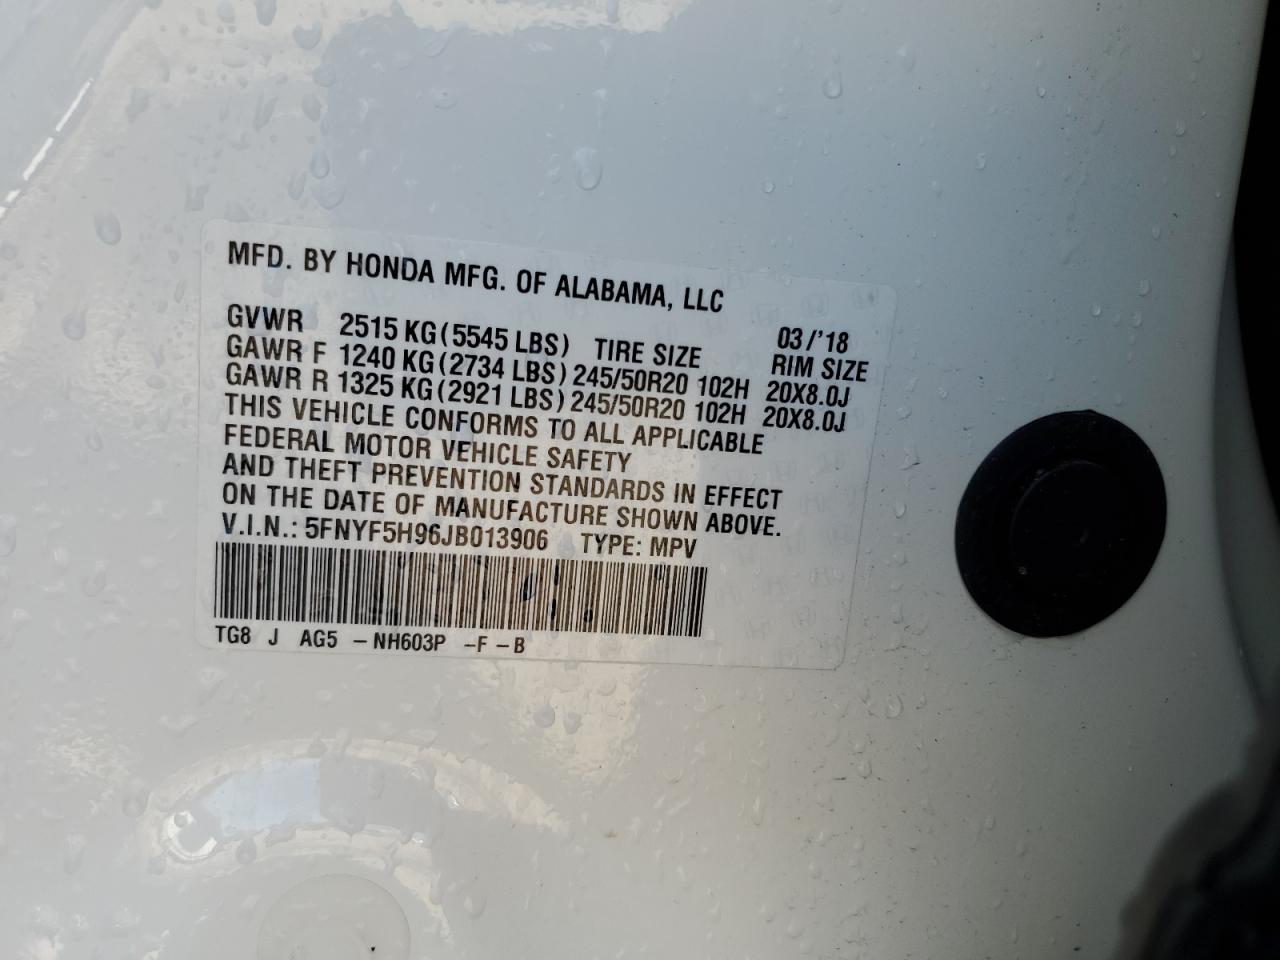 MFD. BY HONDA MFG. OF ALABAMA, LLC
03/'18
GVWR 2515 KG (5545 LBS) TIRE SIZE RIM SIZE
GAWR F 1240 KG (2734 LBS) 245/50R20 102H 20X8.0J
GAWR R 1325 KG (2921 LBS) 245/50R20 102H 20X8.0J
THIS VEHICLE CONFORMS TO ALL APPLICABLE
FEDERAL MOTOR VEHICLE SAFETY
AND THEFT PREVENTION STANDARDS IN EFFECT
ON THE DATE OF MANUFACTURE SHOWN ABOVE.
V.I.N.: 5FNYF5H96JB013906 TYPE: MPV
TG8 J AG5 -NH603P -F -B